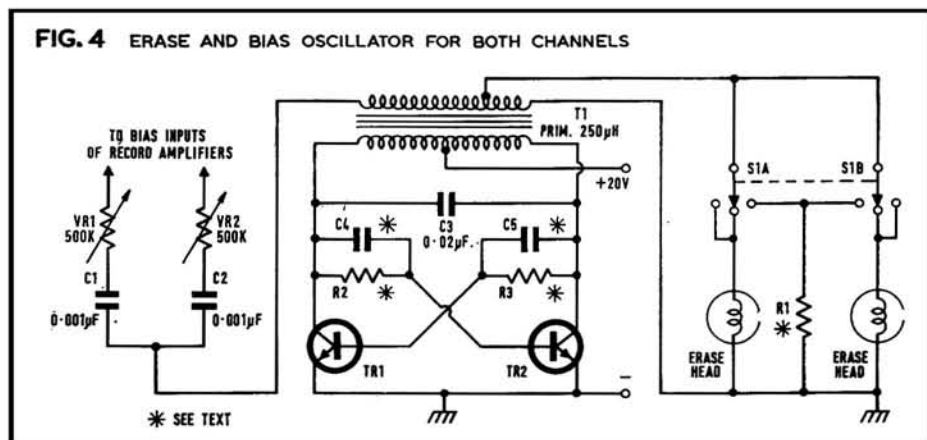 FIG. 4 ERASE AND BIAS OSCILLATOR FOR BOTH CHANNELS
TO BIAS INPUTS
OF RECORD AMPLIFIERS
VR1
500K
VR2
500K
C1
0·001µF
C2
0·001µF
✳ SEE TEXT
T1
PRIM. 250µH
+20V
C3
0·02µF.
C4
✳
C5
✳
R2
✳
R3
✳
TR1
TR2
−
S1A
S1B
R1
✳
ERASE
HEAD
ERASE
HEAD